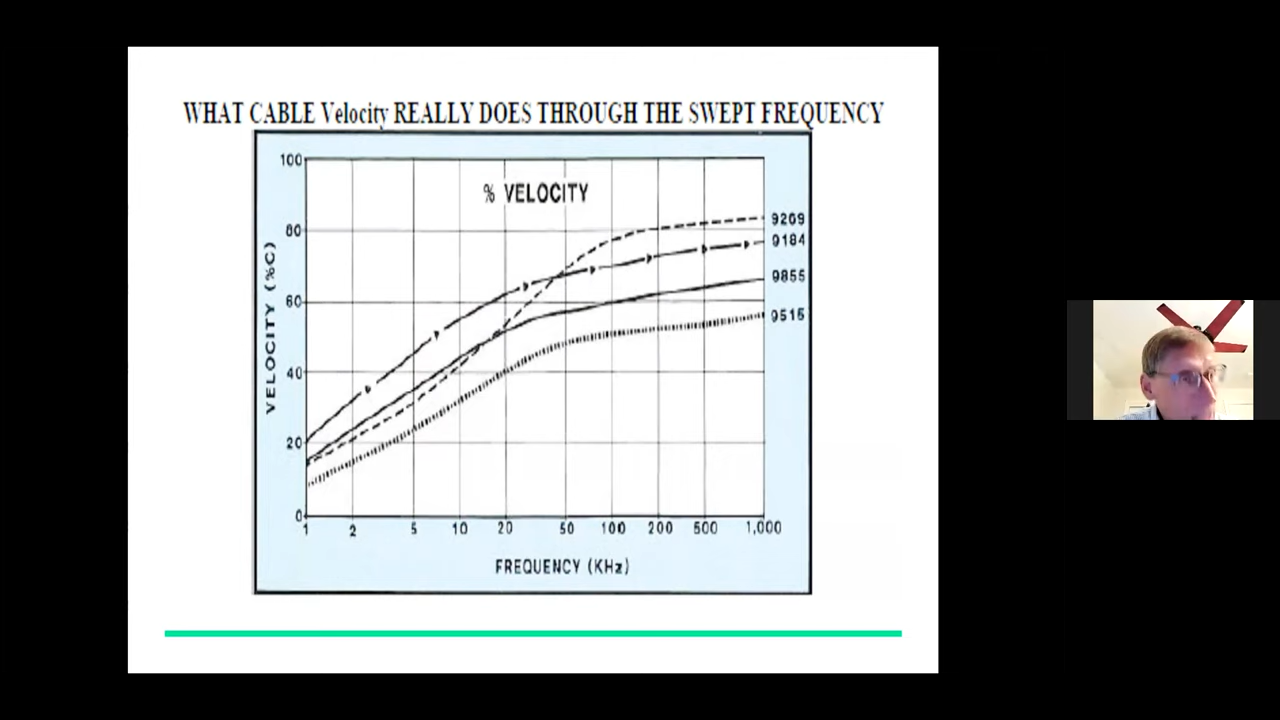 WHAT CABLE Velocity REALLY DOES THROUGH THE SWEPT FREQUENCY
% VELOCITY
VELOCITY (%C)
100
80
60
40
20
0
9209
9184
9855
9515
1 2 5 10 20 50 100 200 500 1,000
FREQUENCY (KHz)